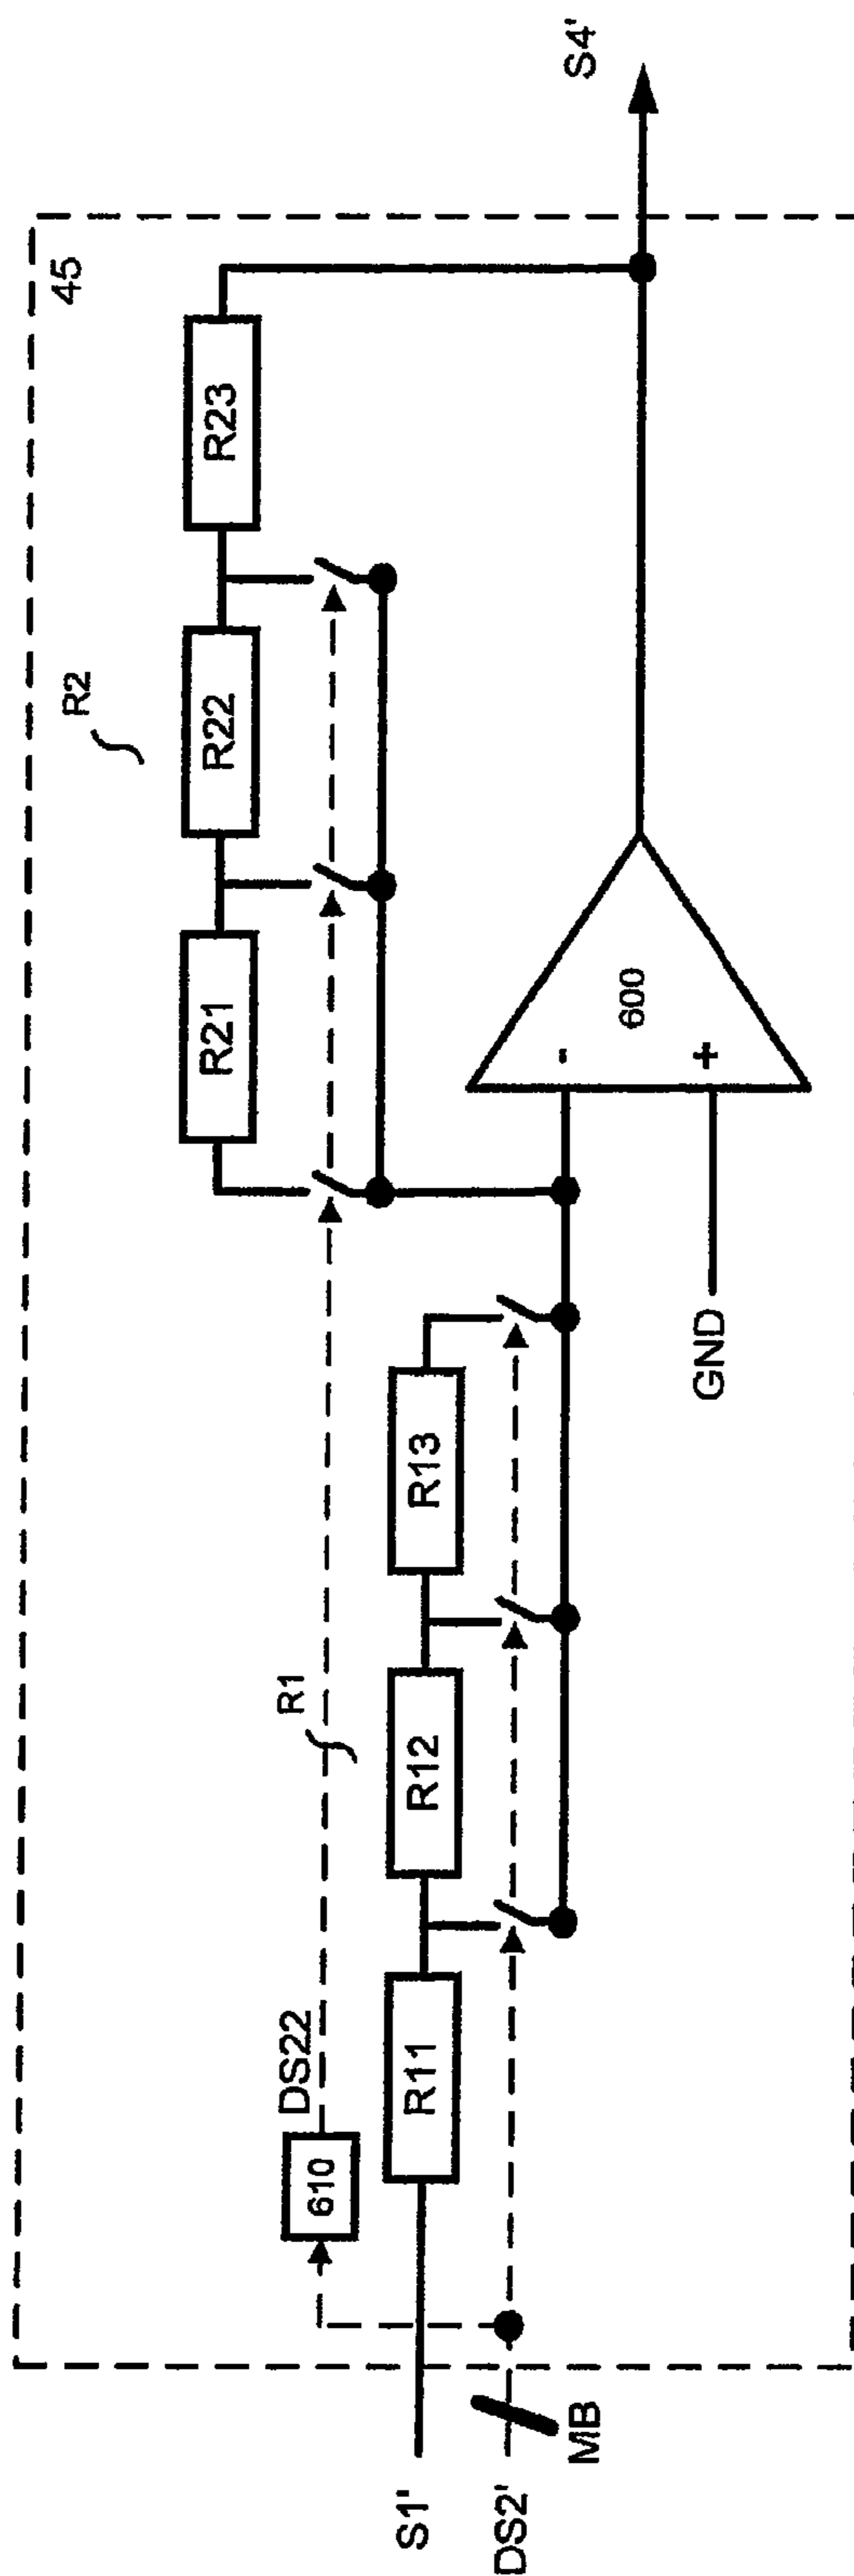 45
R2
R21
R22
R23
S4'
R1
DS22
610
R11
R12
R13
-
+
600
GND
S1'
DS2'
MB